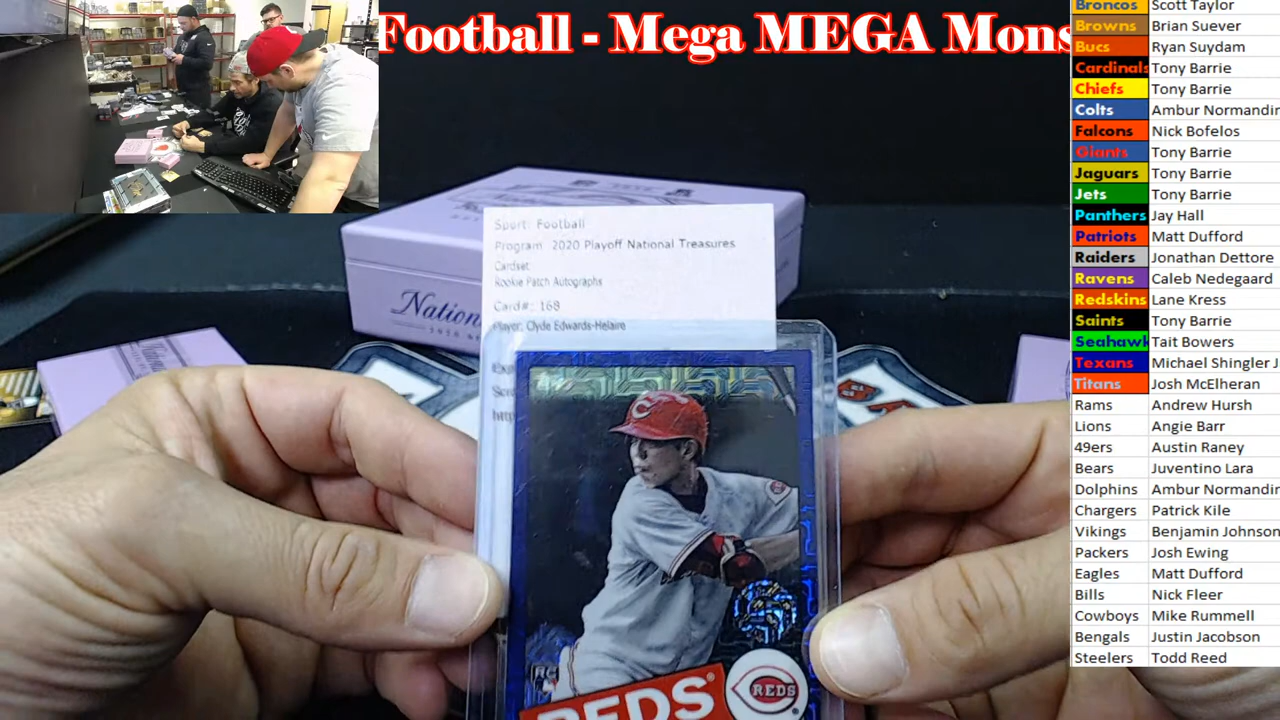 Football - Mega MEGA Mons
Broncos Scott Taylor
Browns Brian Suever
Bucs Ryan Suydam
Cardinals Tony Barrie
Chiefs Tony Barrie
Colts Ambur Normandin
Falcons Nick Bofelos
Giants Tony Barrie
Jaguars Tony Barrie
Jets Tony Barrie
Panthers Jay Hall
Patriots Matt Dufford
Raiders Jonathan Dettore
Ravens Caleb Nedegaard
Redskins Lane Kress
Saints Tony Barrie
Seahawk Tait Bowers
Texans Michael Shingler J
Titans Josh McElheran
Rams Andrew Hursh
Lions Angie Barr
49ers Austin Raney
Bears Juventino Lara
Dolphins Ambur Normandin
Chargers Patrick Kile
Vikings Benjamin Johnson
Packers Josh Ewing
Eagles Matt Dufford
Bills Nick Fleer
Cowboys Mike Rummell
Bengals Justin Jacobson
Steelers Todd Reed
Sport: Football
Program: 2020 Playoff National Treasures
Cardset
Rookie Patch Autographs
Card#: 168
Player: Clyde Edwards-Helaire
Nation
RC
REDS
REDS